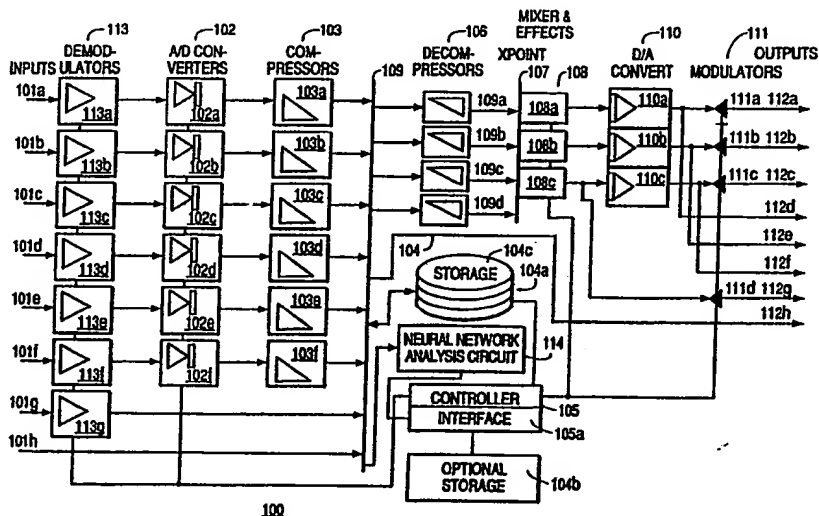 MIXER &
113 102 103 106 EFFECTS 110 111
DEMOD- A/D CON- COM- DECOM- XPOINT D/A OUTPUTS
INPUTS ULATORS VERTERS PRESSORS 109 PRESSORS 107 108 CONVERT MODULATORS
101a 113a 102a 103a 109a 108a 110a 111a 112a
101b 113b 102b 103b 109b 108b 110b 111b 112b
101c 113c 102c 103c 109c 108c 110c 111c 112c
109d 112d
101d 113d 102d 103d 104 104c 112e
STORAGE 104a 112f
101e 113e 102e 103e 111d 112g
112h
101f 113f 102f 103f NEURAL NETWORK
ANALYSIS CIRCUIT 114
101g 113g CONTROLLER 105
INTERFACE 105a
101h
OPTIONAL
STORAGE 104b
100